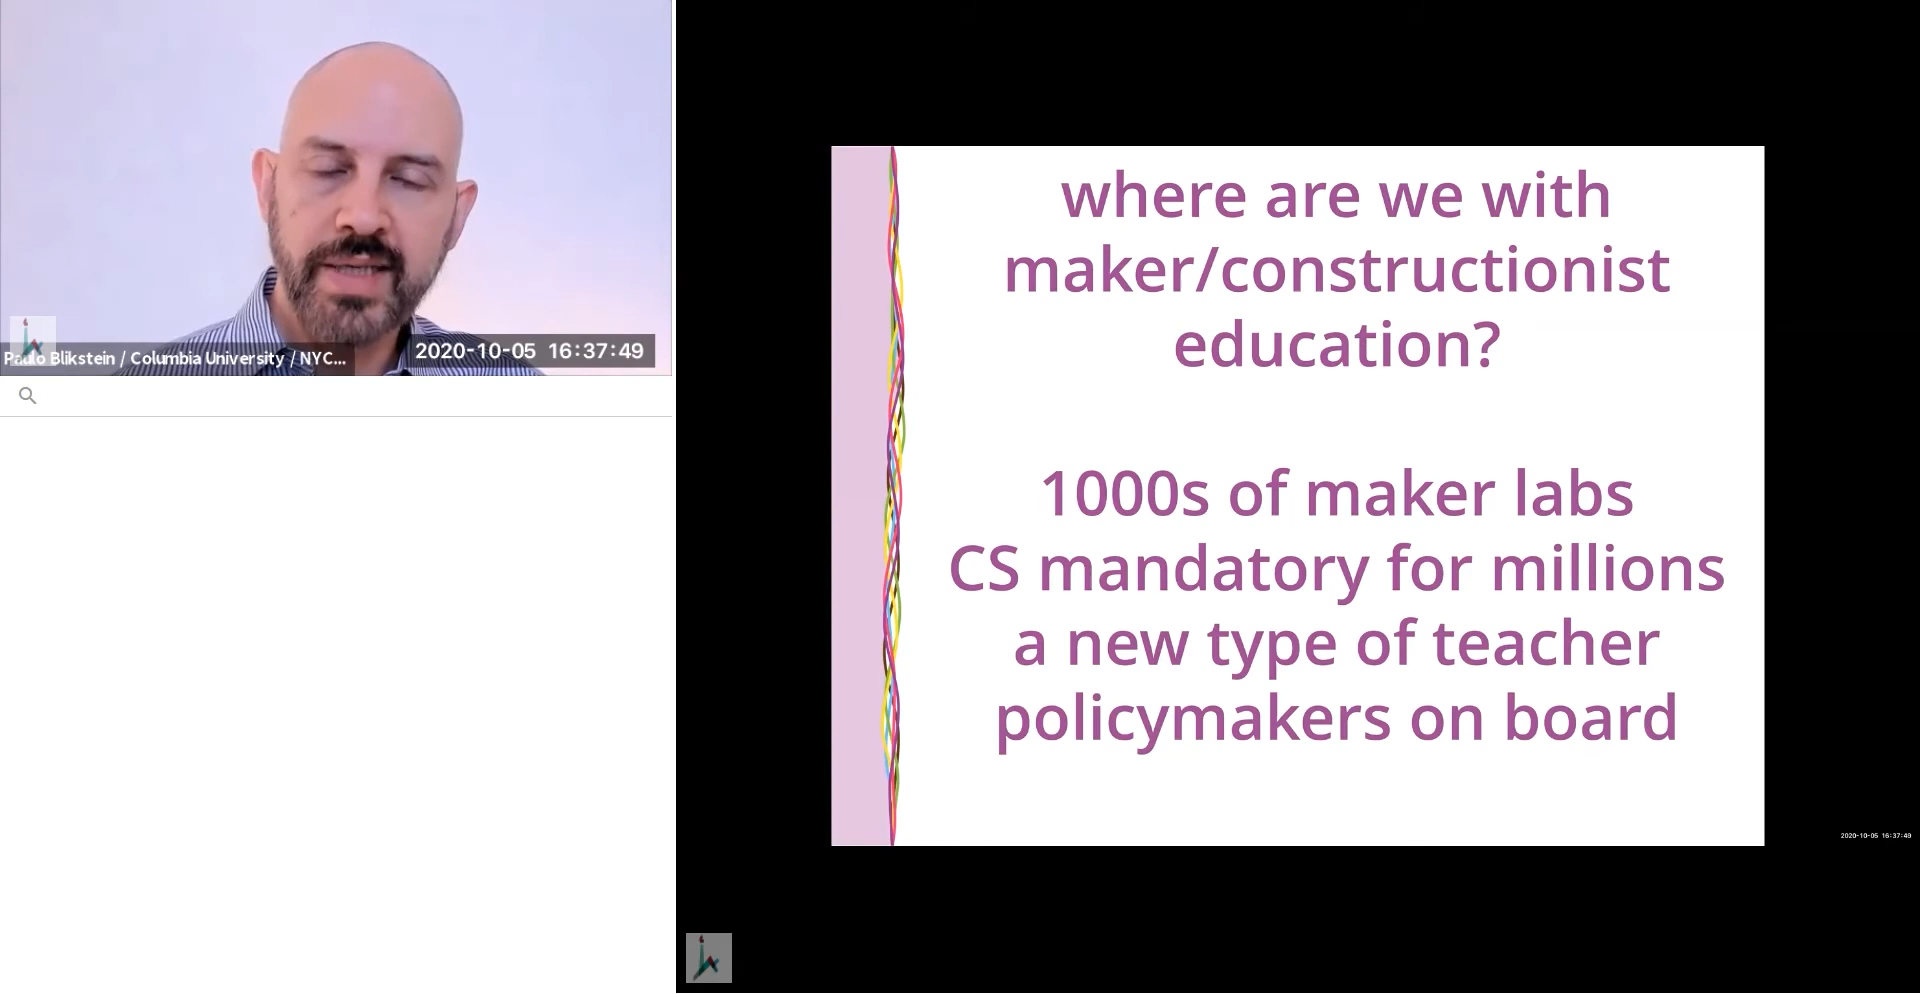 Paulo Blikstein / Columbia University / NYC...
2020-10-05 16:37:49
where are we with
maker/constructionist
education?
1000s of maker labs
CS mandatory for millions
a new type of teacher
policymakers on board
2020-10-05 16:37:49